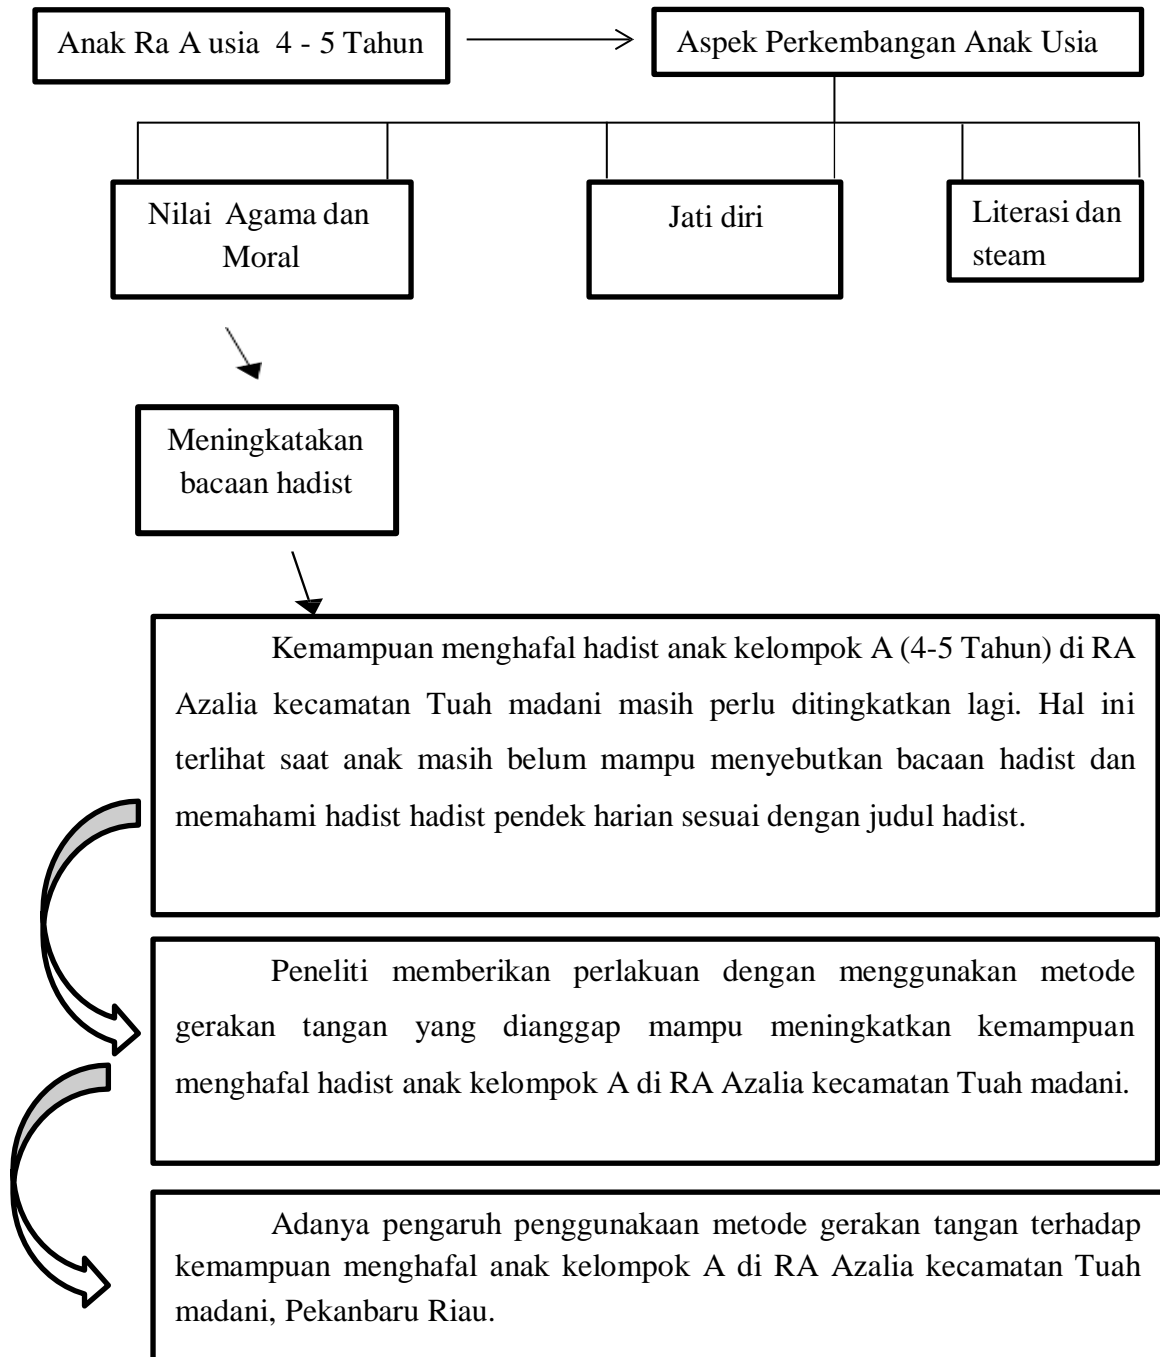 Anak Ra A usia 4 - 5 Tahun
Aspek Perkembangan Anak Usia
Nilai Agama dan
Moral
Jati diri
Literasi dan
steam
Meningkatakan
bacaan hadist
Kemampuan menghafal hadist anak kelompok A (4-5 Tahun) di RA
Azalia kecamatan Tuah madani masih perlu ditingkatkan lagi. Hal ini
terlihat saat anak masih belum mampu menyebutkan bacaan hadist dan
memahami hadist hadist pendek harian sesuai dengan judul hadist.
Peneliti memberikan perlakuan dengan menggunakan metode
gerakan tangan yang dianggap mampu meningkatkan kemampuan
menghafal hadist anak kelompok A di RA Azalia kecamatan Tuah madani.
Adanya pengaruh penggunakaan metode gerakan tangan terhadap
kemampuan menghafal anak kelompok A di RA Azalia kecamatan Tuah
madani, Pekanbaru Riau.